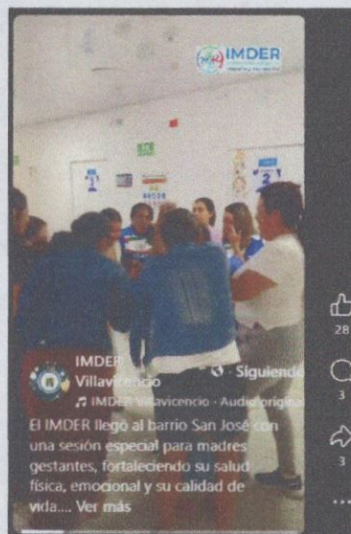 IMDER
IMDER
Villavicencio
Siguiendo
IMDER Villavicencio · Audio original
El IMDER llegó al barrio San José con
una sesión especial para madres
gestantes, fortaleciendo su salud
física, emocional y su calidad de
vida.... Ver más
28
3
3